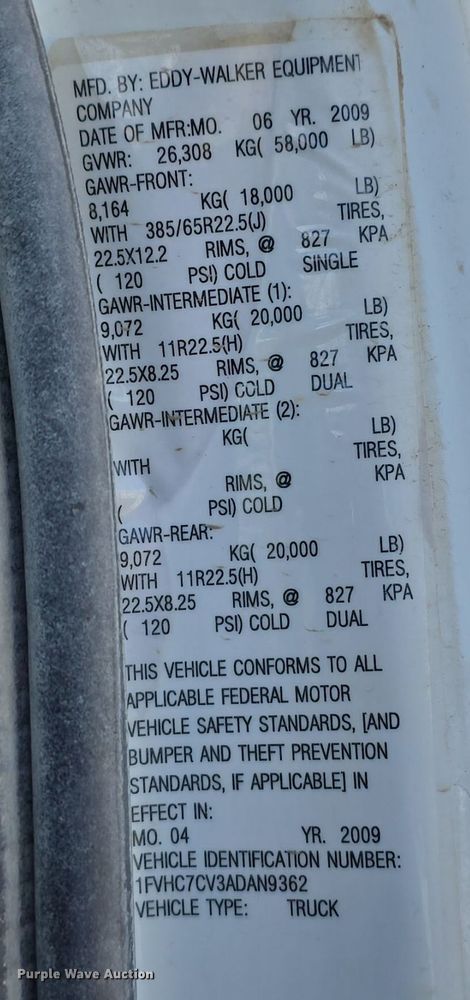 MFD. BY: EDDY-WALKER EQUIPMENT
COMPANY
DATE OF MFR:MO. 06 YR. 2009
GVWR: 26,308 KG( 58,000 LB)
GAWR-FRONT:
8,164 KG( 18,000 LB)
WITH 385/65R22.5(J) TIRES,
22.5X12.2 RIMS, @ 827 KPA
( 120 PSI) COLD SINGLE
GAWR-INTERMEDIATE (1):
9,072 KG( 20,000 LB)
WITH 11R22.5(H) TIRES,
22.5X8.25 RIMS, @ 827 KPA
( 120 PSI) COLD DUAL
GAWR-INTERMEDIATE (2):
KG( LB)
WITH TIRES,
RIMS, @ KPA
( PSI) COLD
GAWR-REAR:
9,072 KG( 20,000 LB)
WITH 11R22.5(H) TIRES,
22.5X8.25 RIMS, @ 827 KPA
( 120 PSI) COLD DUAL
THIS VEHICLE CONFORMS TO ALL
APPLICABLE FEDERAL MOTOR
VEHICLE SAFETY STANDARDS, [AND
BUMPER AND THEFT PREVENTION
STANDARDS, IF APPLICABLE] IN
EFFECT IN:
MO. 04 YR. 2009
VEHICLE IDENTIFICATION NUMBER:
1FVHC7CV3ADAN9362
VEHICLE TYPE: TRUCK
Purple Wave Auction